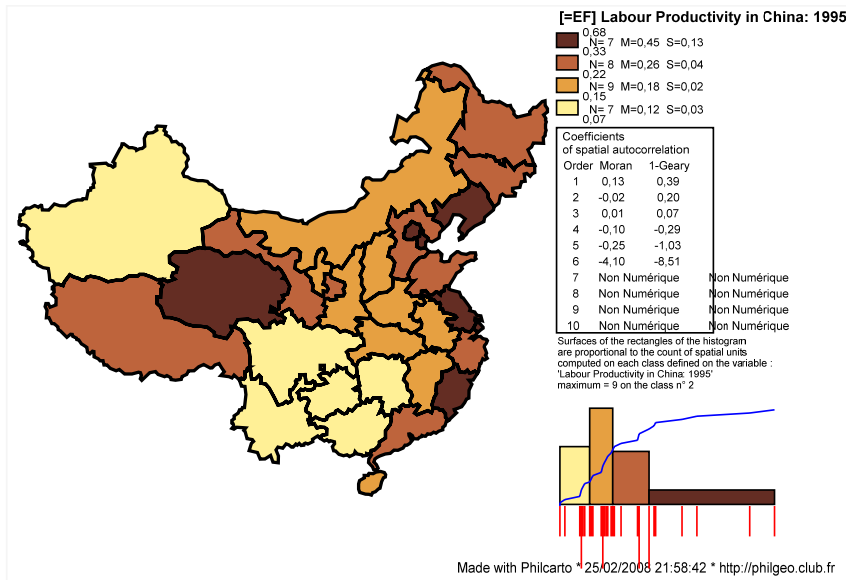 [=EF] Labour Productivity in China: 1995
0,68
N= 7 M=0,45 S=0,13
0,33
N= 8 M=0,26 S=0,04
0,22
N= 9 M=0,18 S=0,02
0,15
N= 7 M=0,12 S=0,03
0,07
Coefficients
of spatial autocorrelation
Order Moran 1-Geary
1 0,13 0,39
2 -0,02 0,20
3 0,01 0,07
4 -0,10 -0,29
5 -0,25 -1,03
6 -4,10 -8,51
7 Non Numérique Non Numérique
8 Non Numérique Non Numérique
9 Non Numérique Non Numérique
10 Non Numérique Non Numérique
Surfaces of the rectangles of the histogram
are proportional to the count of spatial units
computed on each class defined on the variable :
'Labour Productivity in China: 1995'
maximum = 9 on the class n° 2
Made with Philcarto * 25/02/2008 21:58:42 * http://philgeo.club.fr